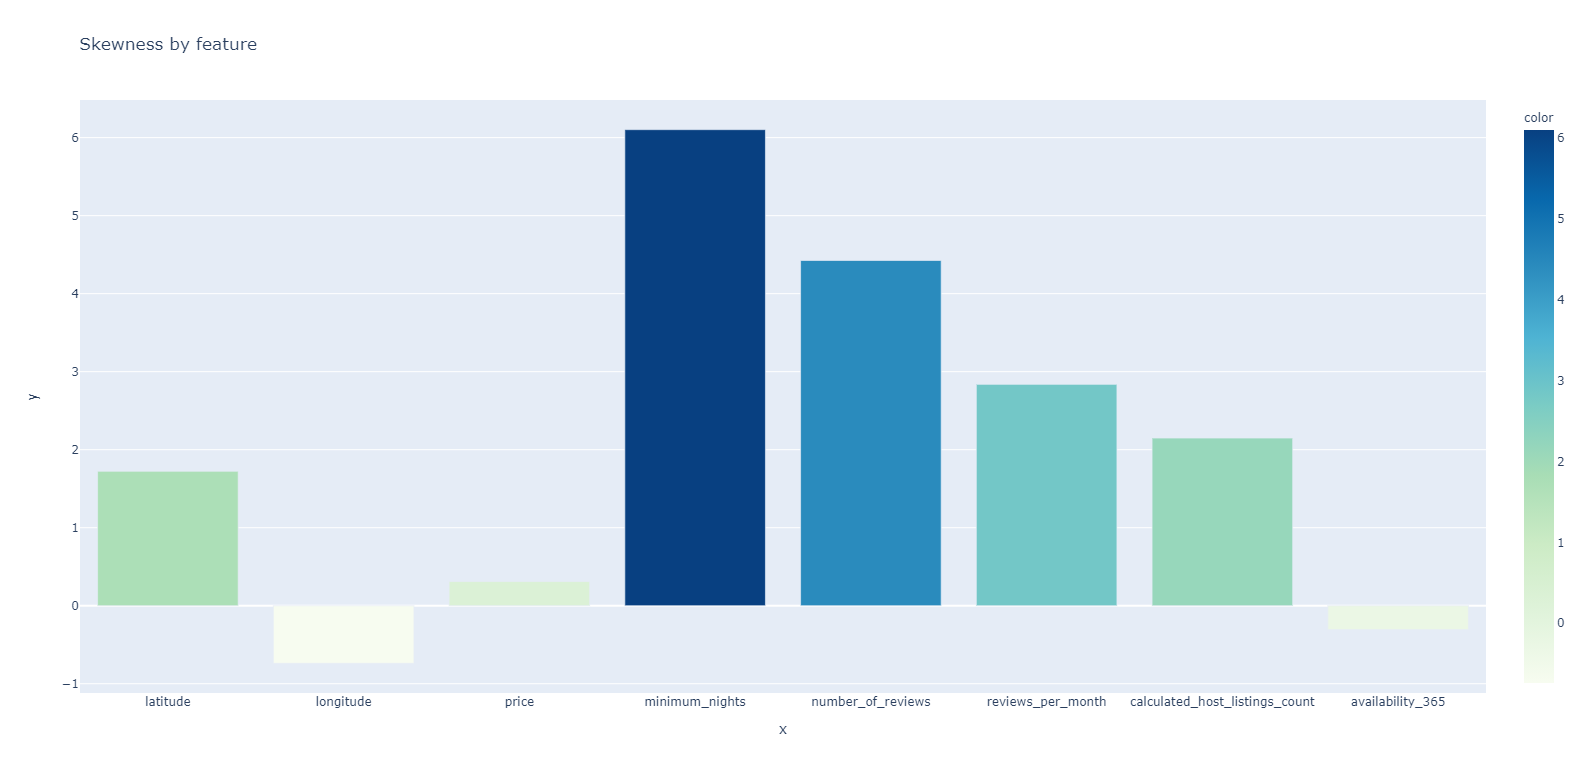 Skewness by feature
color
6
5
4
3
2
1
0
−1
y
latitude
longitude
price
minimum_nights
number_of_reviews
reviews_per_month
calculated_host_listings_count
availability_365
x
6
5
4
3
2
1
0